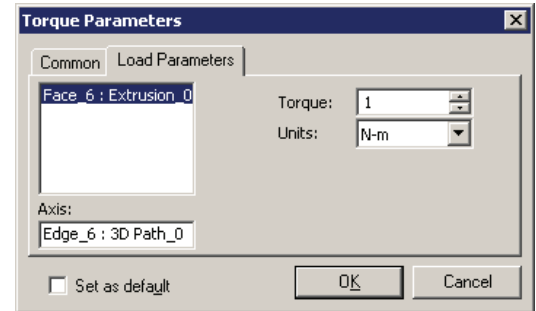 Torque Parameters
Common
Load Parameters
Face_6 : Extrusion_0
Torque:
1
Units:
N-m
Axis:
Edge_6 : 3D Path_0
Set as default
OK
Cancel